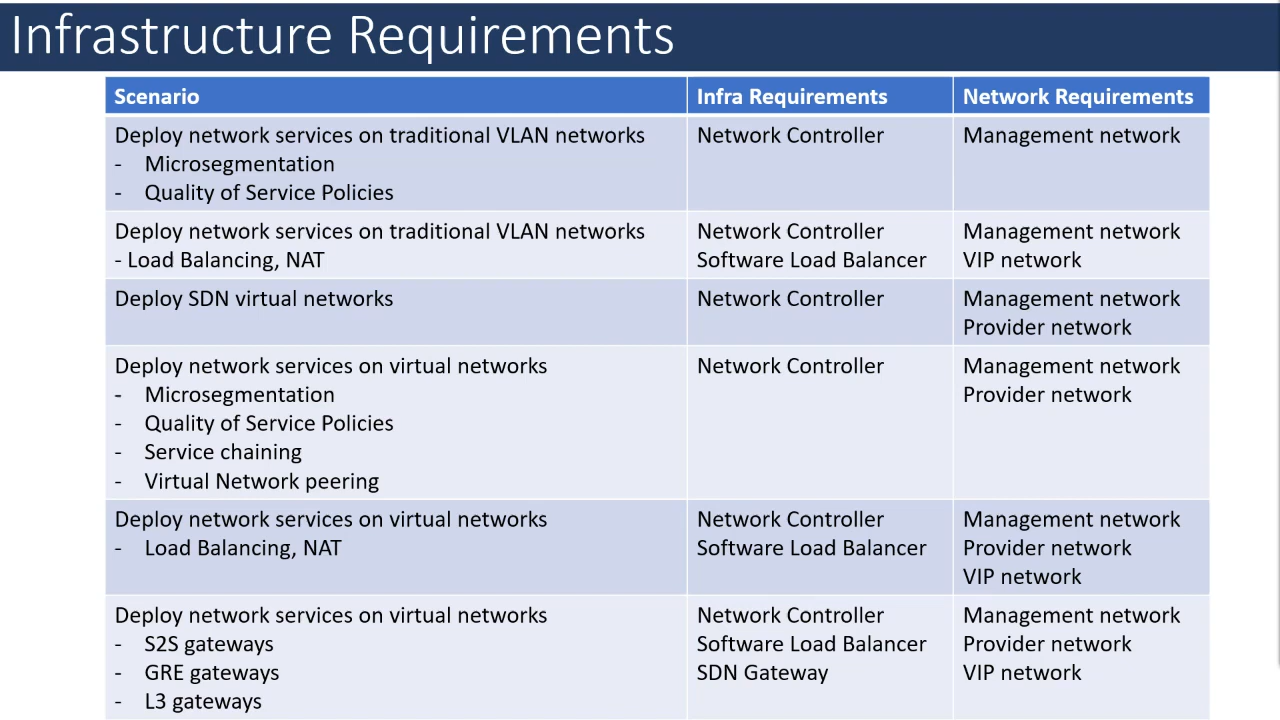 Infrastructure Requirements
Scenario
Infra Requirements
Network Requirements
Deploy network services on traditional VLAN networks
- Microsegmentation
- Quality of Service Policies
Network Controller
Management network
Deploy network services on traditional VLAN networks
- Load Balancing, NAT
Network Controller
Software Load Balancer
Management network
VIP network
Deploy SDN virtual networks
Network Controller
Management network
Provider network
Deploy network services on virtual networks
- Microsegmentation
- Quality of Service Policies
- Service chaining
- Virtual Network peering
Network Controller
Management network
Provider network
Deploy network services on virtual networks
- Load Balancing, NAT
Network Controller
Software Load Balancer
Management network
Provider network
VIP network
Deploy network services on virtual networks
- S2S gateways
- GRE gateways
- L3 gateways
Network Controller
Software Load Balancer
SDN Gateway
Management network
Provider network
VIP network